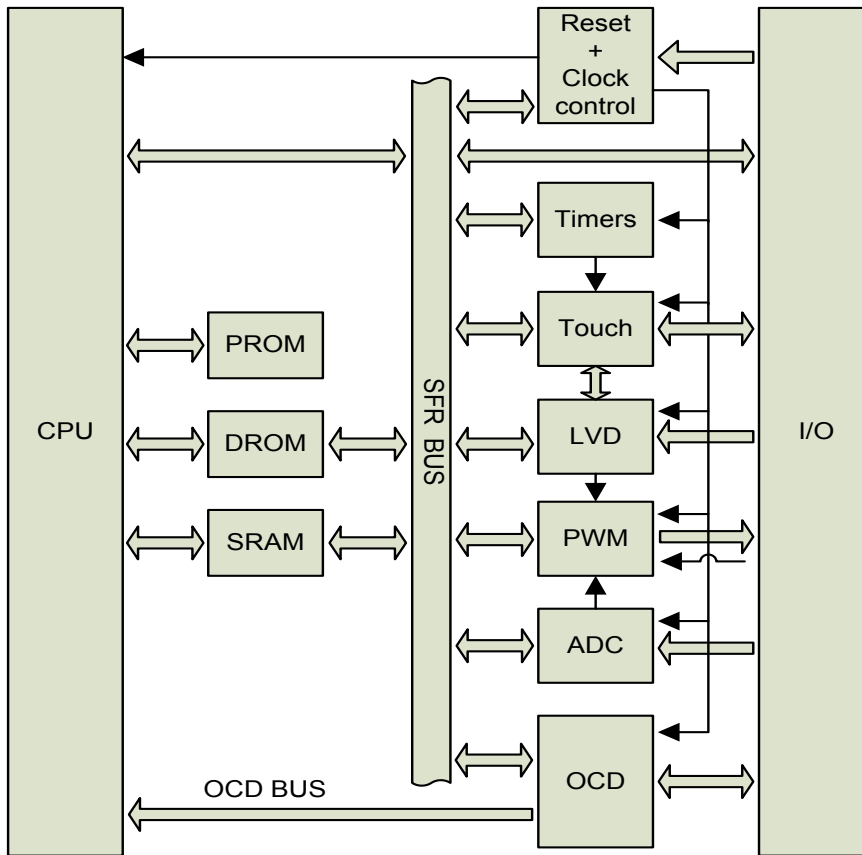 Reset
+
Clock
control
Timers
Touch
PROM
CPU
DROM
SFR BUS
LVD
I/O
SRAM
PWM
ADC
OCD BUS
OCD